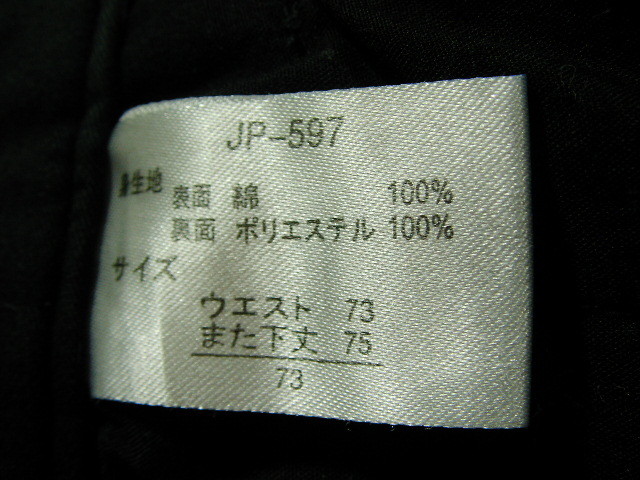 JP-597
身生地
表面 綿 100%
裏面 ポリエステル 100%
サイズ
ウエスト 73
また下丈 75
73